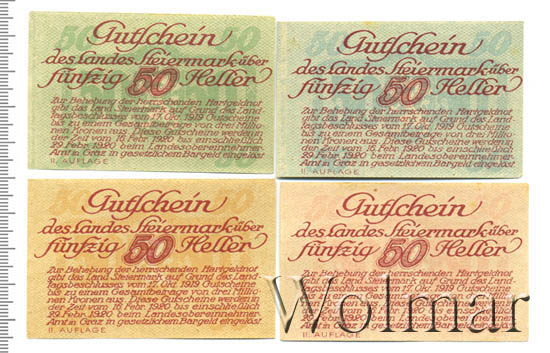 50 50
Gutschein
des Landes Steiermark über
fünfzig 50 Heller
Zur Behebung der herrschenden Hartgeldnot
gibt das Land Steiermark auf Grund des Land-
tagsbeschlusses vom 17. Okt. 1919 Gutscheine
bis zu einem Gesamtbetrage von drei Millio-
nen Kronen aus. Diese Gutscheine werden in
der Zeit vom 18. Febr. 1920 bis einschließlich
29. Febr. 1920 beim Landesobereinnehmer-
Amt in Graz in gesetzlichem Bargeld eingelöst
II. AUFLAGE
50 50
Gutschein
des Landes Steiermark über
fünfzig 50 Heller
Zur Behebung der herrschenden Hartgeldnot
gibt das Land Steiermark auf Grund des Land-
tagsbeschlusses vom 17. Okt. 1919 Gutscheine
bis zu einem Gesamtbetrage von drei Millio-
nen Kronen aus. Diese Gutscheine werden in
der Zeit vom 18. Febr. 1920 bis einschließlich
29. Febr. 1920 beim Landesobereinnehmer-
Amt in Graz in gesetzlichem Bargeld eingelöst
II. AUFLAGE
Gutschein
des Landes Steiermark über
fünfzig 50 Heller
Zur Behebung der herrschenden Hartgeldnot
gibt das Land Steiermark auf Grund des Land-
tagsbeschlusses vom 17. Okt. 1919 Gutscheine
bis zu einem Gesamtbetrage von drei Millio-
nen Kronen aus. Diese Gutscheine werden in
der Zeit vom 18. Febr. 1920 bis einschließlich
29. Febr. 1920 beim Landesobereinnehmer-
Amt in Graz in gesetzlichem Bargeld eingelöst
II. AUFLAGE
Gutschein
des Landes Steiermark über
fünfzig 50 Heller
Zur Behebung der herrschenden Hartgeldnot
gibt das Land Steiermark auf Grund des Land-
tagsbeschlusses vom 17. Okt. 1919 Gutscheine
bis zu einem Gesamtbetrage von drei Millio-
nen Kronen aus. Diese Gutscheine werden in
der Zeit vom 18. Febr. 1920 bis einschließlich
29. Febr. 1920 beim Landesobereinnehmer-
Amt in Graz in gesetzlichem Bargeld eingelöst
II. AUFLAGE
Wolmar